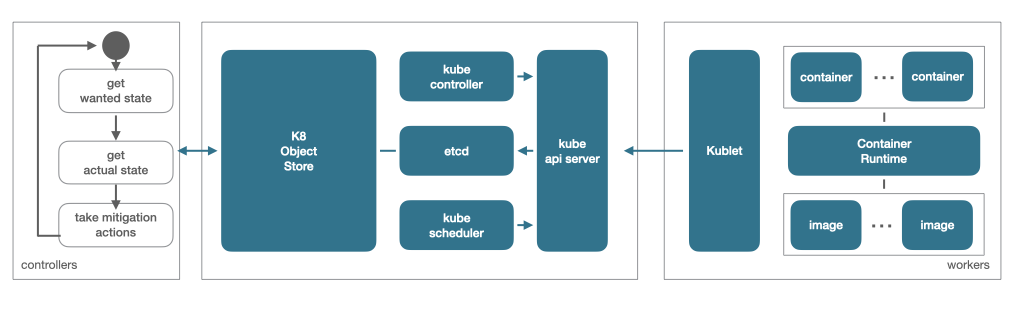 get
wanted state
get
actual state
take mitigation
actions
controllers
K8
Object
Store
kube
controller
etcd
kube
scheduler
kube
api server
Kublet
container
...
container
Container
Runtime
image
...
image
workers